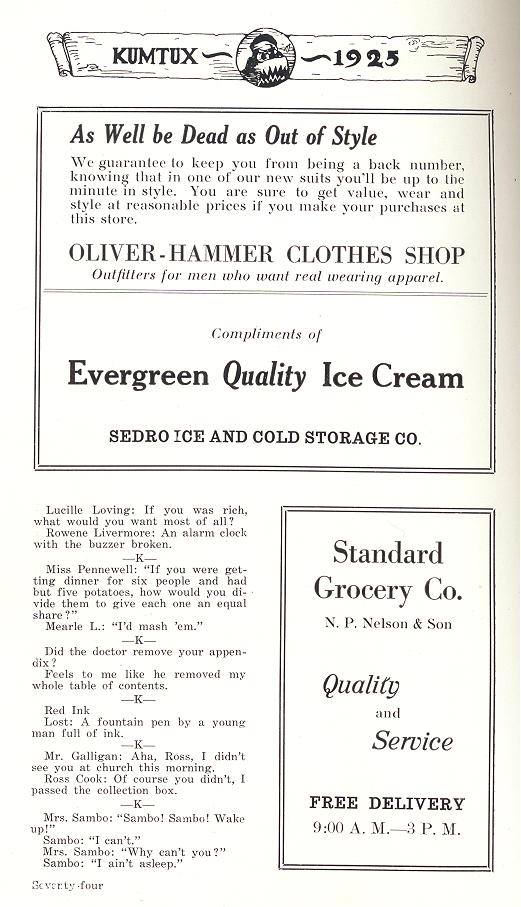 KUMTUX 1925
As Well be Dead as Out of Style
We guarantee to keep you from being a back number,
knowing that in one of our new suits you'll be up to the
minute in style. You are sure to get value, wear and
style at reasonable prices if you make your purchases at
this store.
OLIVER-HAMMER CLOTHES SHOP
Outfitters for men who want real wearing apparel.
Compliments of
Evergreen Quality Ice Cream
SEDRO ICE AND COLD STORAGE CO.
Lucille Loving: If you was rich,
what would you want most of all?
Rowene Livermore: An alarm clock
with the buzzer broken.
—K—
Miss Pennewell: "If you were get-
ting dinner for six people and had
but five potatoes, how would you di-
vide them to give each one an equal
share?"
Mearle L.: "I'd mash 'em."
—K—
Did the doctor remove your appen-
dix?
Feels to me like he removed my
whole table of contents.
—K—
Red Ink
Lost: A fountain pen by a young
man full of ink.
—K—
Mr. Galligan: Aha, Ross, I didn't
see you at church this morning.
Ross Cook: Of course you didn't, I
passed the collection box.
—K—
Mrs. Sambo: "Sambo! Sambo! Wake
up!"
Sambo: "I can't."
Mrs. Sambo: "Why can't you?"
Sambo: "I ain't asleep."
Standard
Grocery Co.
N. P. Nelson & Son
Quality
and
Service
FREE DELIVERY
9:00 A. M.—3 P. M.
Seventy-four